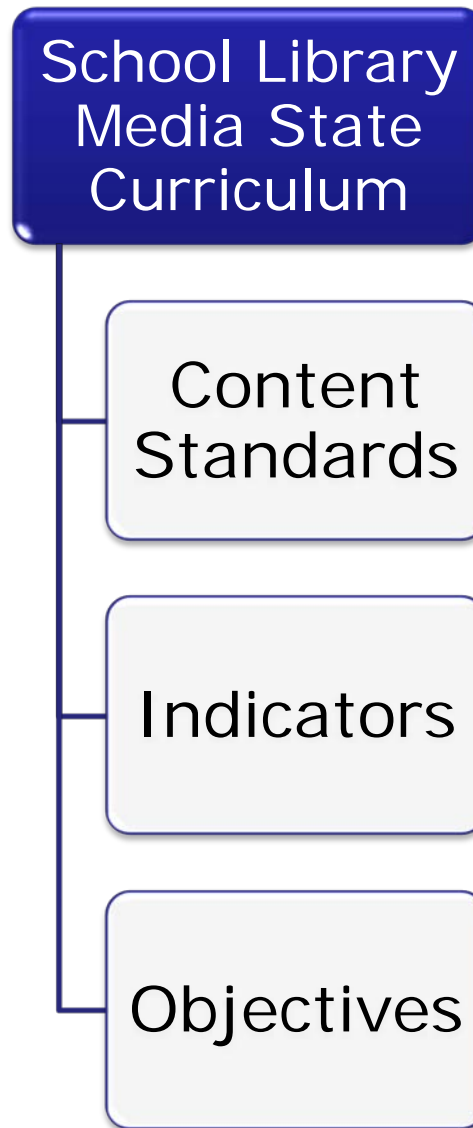 School Library
Media State
Curriculum
Content
Standards
Indicators
Objectives